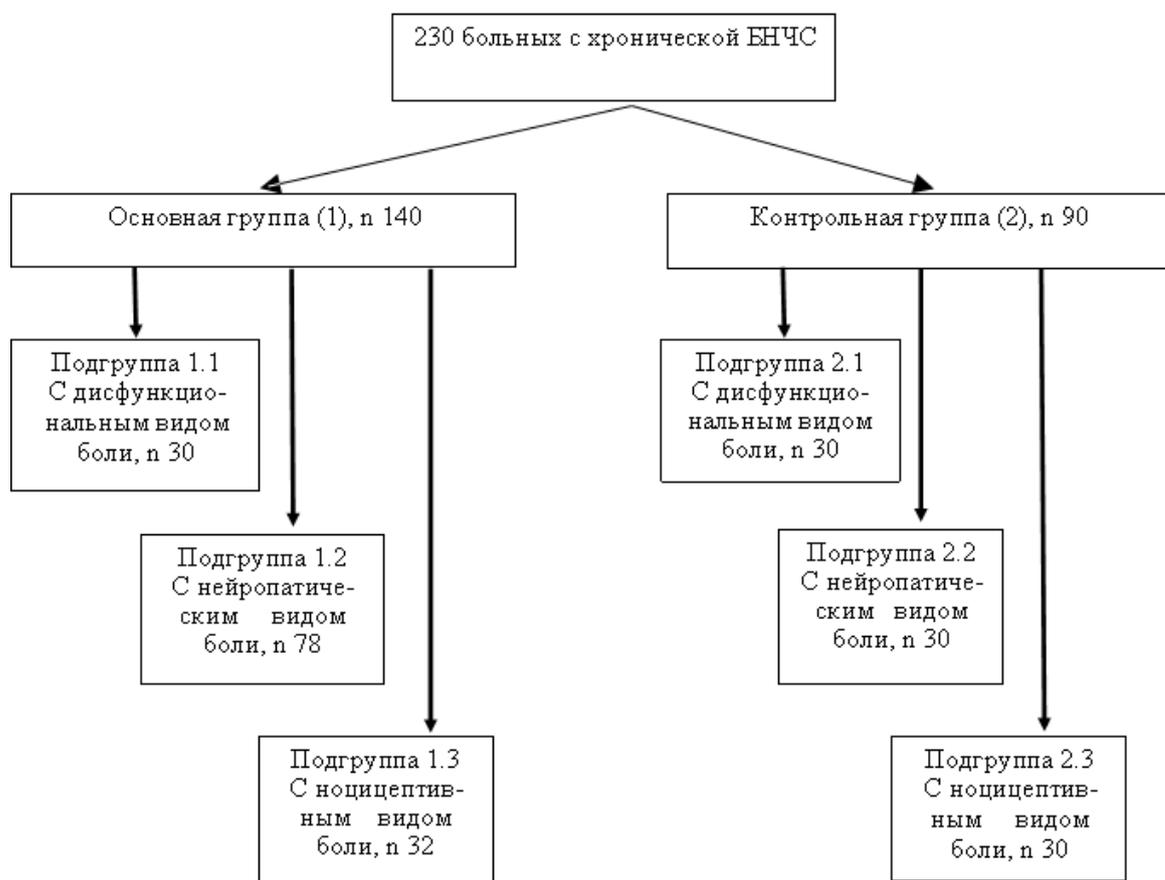 230 больных с хронической БНЧС
Основная группа (1), n 140
Контрольная группа (2), n 90
Подгруппа 1.1
С дисфункцио-
нальным видом
боли, n 30
Подгруппа 2.1
С дисфункцио-
нальным видом
боли, n 30
Подгруппа 1.2
С нейропатиче-
ским видом
боли, n 78
Подгруппа 2.2
С нейропатиче-
ским видом
боли, n 30
Подгруппа 1.3
С ноцицептив-
ным видом
боли, n 32
Подгруппа 2.3
С ноцицептив-
ным видом
боли, n 30